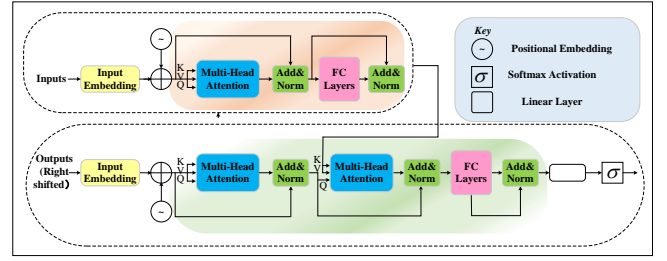 Key
~
Positional Embedding
σ
Softmax Activation
Linear Layer
~
Inputs
Input
Embedding
K
V
Q
Multi-Head
Attention
Add&
Norm
FC
Layers
Add&
Norm
Outputs
(Right
shifted)
Input
Embedding
~
K
V
Q
Multi-Head
Attention
Add&
Norm
K
V
Q
Multi-Head
Attention
Add&
Norm
FC
Layers
Add&
Norm
σ